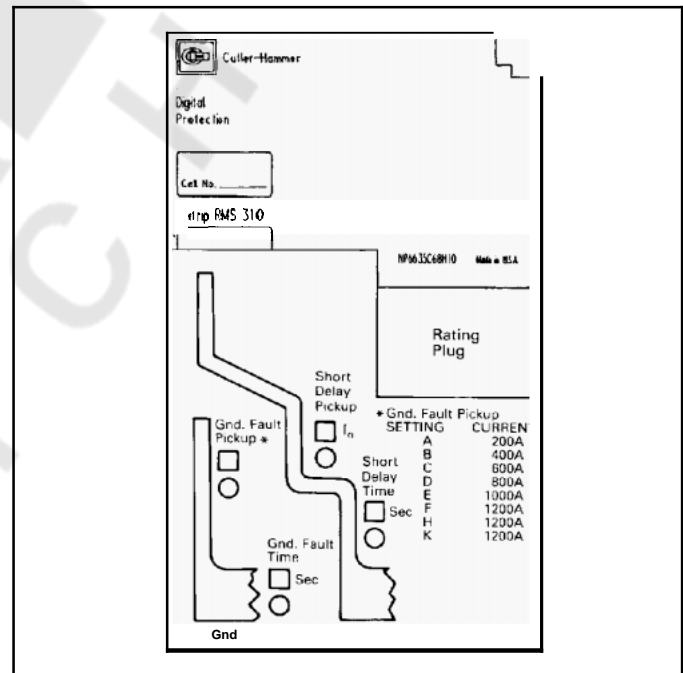 Cutler-Hammer
Digital
Protection
Cat. No.
trip RMS 310
NP6635C68H10 Made in USA
Rating
Plug
Short
Delay
Pickup
In
* Gnd. Fault Pickup
SETTING CURREN
A 200A
B 400A
C 600A
D 800A
E 1000A
F 1200A
H 1200A
K 1200A
Gnd. Fault
Pickup *
Short
Delay
Time
Sec
Gnd. Fault
Time
Sec
Gnd